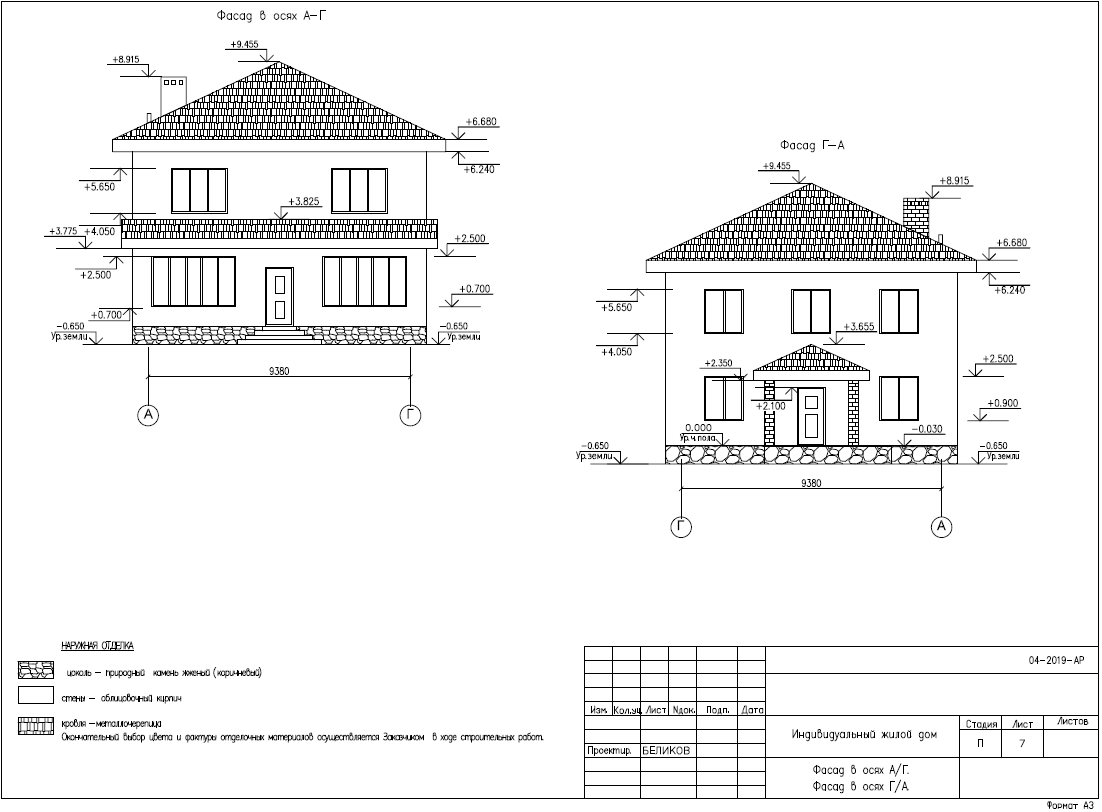 Фасад в осях А-Г
+9.455
+8.915
+6.680
+6.240
+5.650
+3.825
+3.775
+4.050
+2.500
+2.500
+0.700
+0.700
-0.650
Ур.земли
-0.650
Ур.земли
9380
А
Г
Фасад Г-А
+9.455
+8.915
+6.680
+6.240
+5.650
+4.050
+3.655
+2.350
+2.500
+2.100
+0.900
0.000
Ур.ч.пола
-0.030
-0.650
Ур.земли
-0.650
Ур.земли
9380
Г
А
НАРУЖНАЯ ОТДЕЛКА
цоколь - природный камень жженый (коричневый)
стены - облицовочный кирпич
кровля -металлочерепица
Окончательный выбор цвета и фактуры отделочных материалов осуществляется Заказчиком в ходе строительных работ.
04-2019-АР
Изм. Кол.уч. Лист Nдок. Подп. Дата
Индивидуальный жилой дом
Стадия Лист Листов
П 7
Проектир. БЕЛИКОВ
Фасад в осях А/Г.
Фасад в осях Г/А.
Формат А3